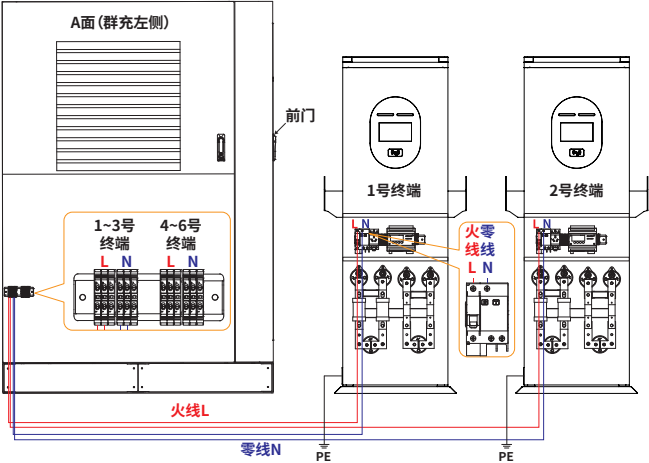 A面（群充左侧）
前门
1号终端
2号终端
L N
L N
1~3号
终端
4~6号
终端
L N
L N
火零
线线
L N
火线L
零线N
PE
PE